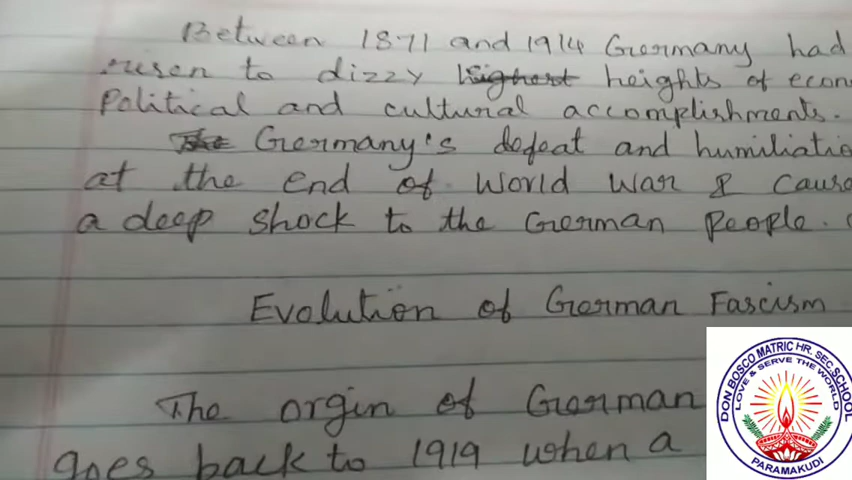 Between 1871 and 1914 Germany had
risen to dizzy highest heights of econ
Political and cultural accomplishments.
The Germany's defeat and humiliatio
at the end of World War I cause
a deep shock to the German People.
Evolution of German Fascism
The orgin of German
goes back to 1919 when a
DON BOSCO MATRIC HR. SEC. SCHOOL
LOVE & SERVE THE WORLD
PARAMAKUDI